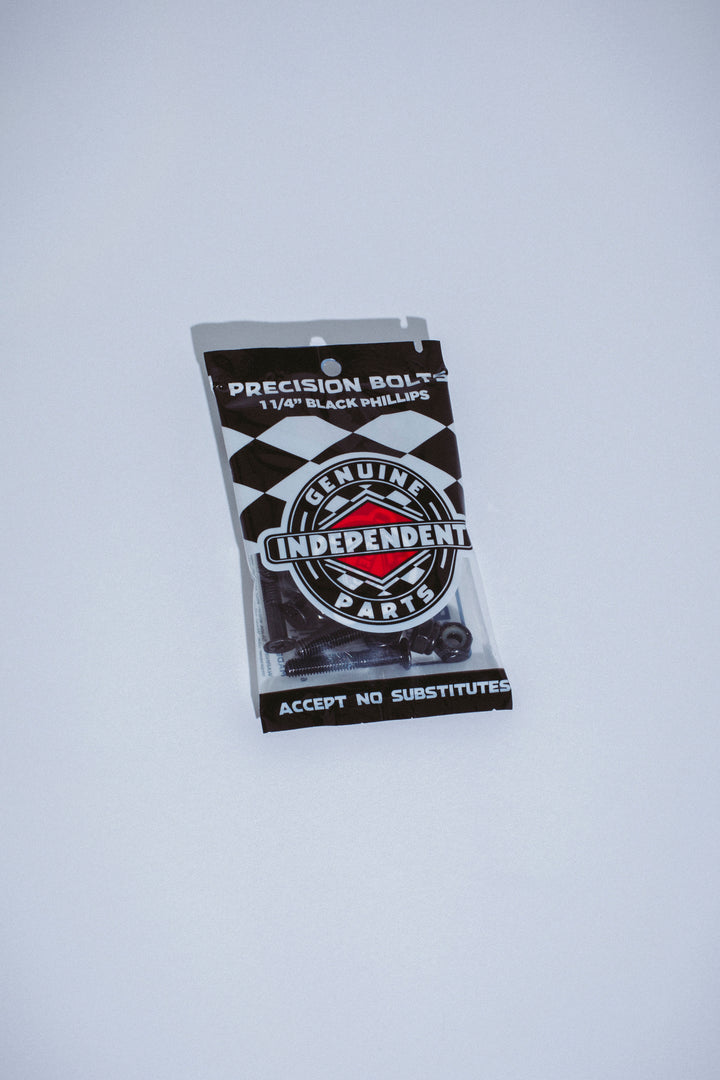 PRECISION BOLTS
1 1/4" BLACK PHILLIPS
GENUINE
INDEPENDENT
PARTS
ACCEPT NO SUBSTITUTES